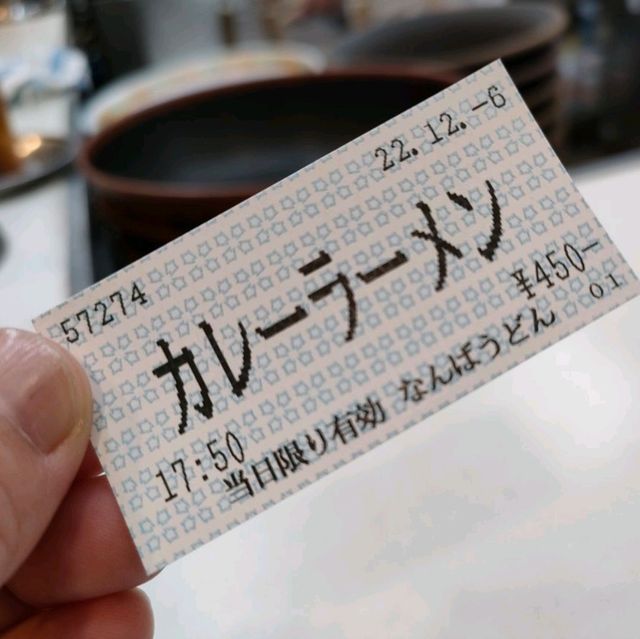 22.12.-6
57274
カレーラーメン
¥450-
17:50
当日限り有効 なんばうどん 01